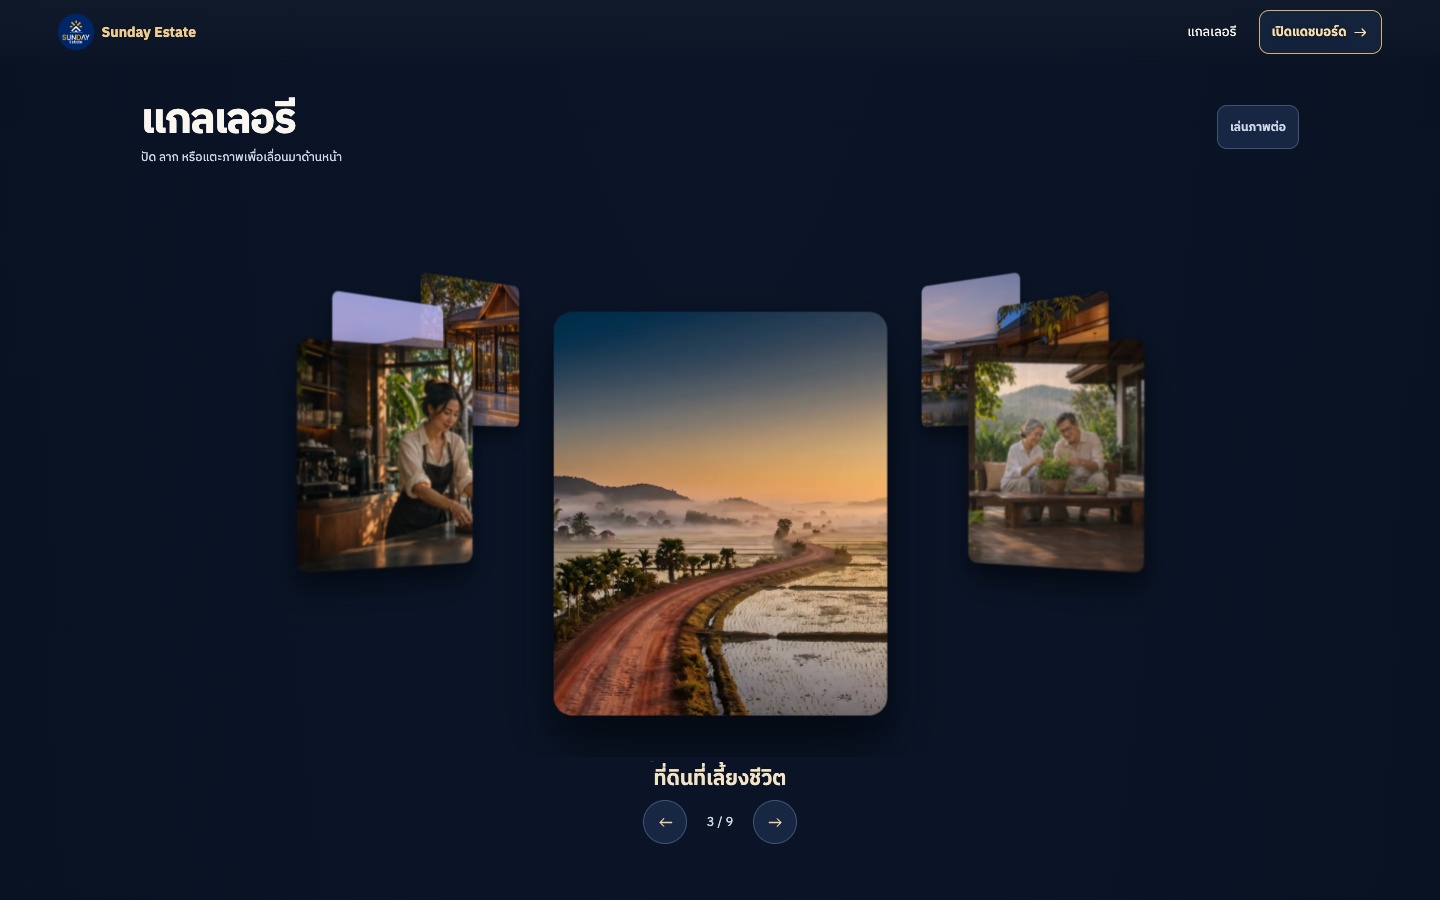 SUNDAY
Sunday Estate
แกลเลอรี
เปิดแดชบอร์ด →
แกลเลอรี
เล่นภาพต่อ
ปัด ลาก หรือแตะภาพเพื่อเลื่อนมาด้านหน้า
ที่ดินที่เลี้ยงชีวิต
← 3 / 9 →